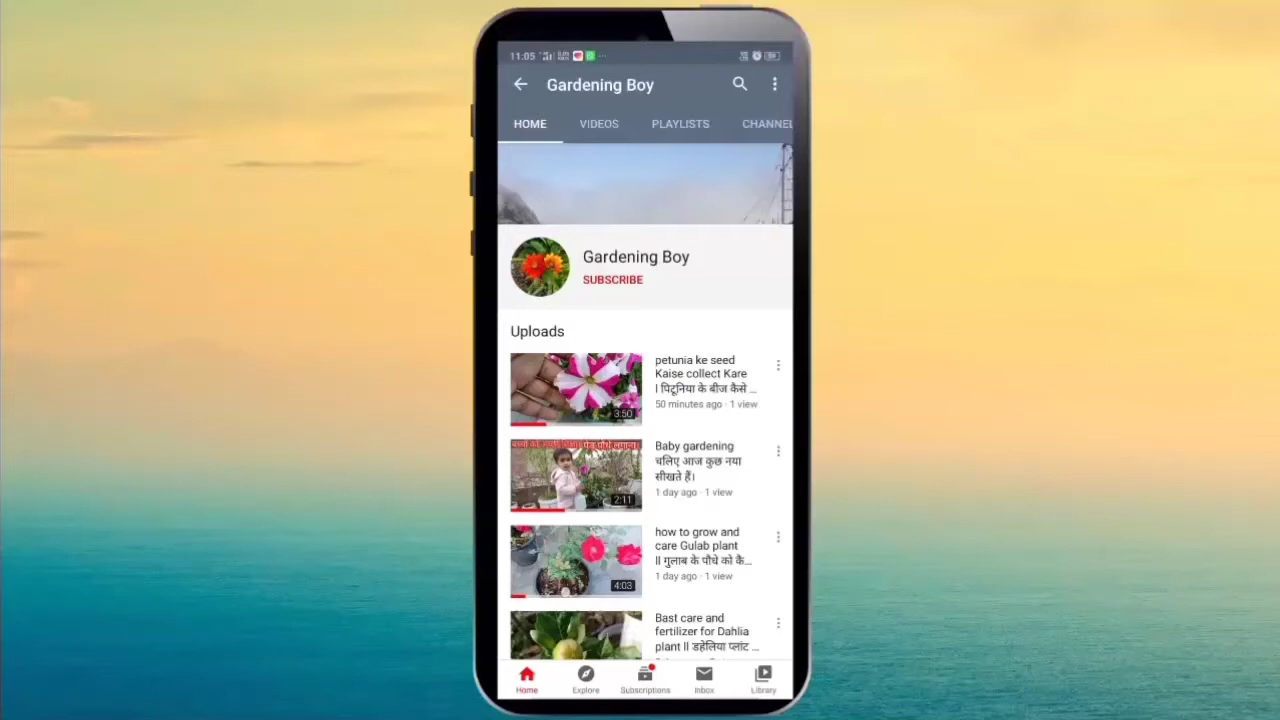 11:05
Gardening Boy
HOME VIDEOS PLAYLISTS CHANNEL
Gardening Boy
SUBSCRIBE
Uploads
petunia ke seed
Kaise collect Kare
l पिटूनिया के बीज कैसे ...
50 minutes ago · 1 view
3:50
Baby gardening
चलिए आज कुछ नया
सीखते हैं।
1 day ago · 1 view
2:11
how to grow and
care Gulab plant
ll गुलाब के पौधे को कै...
1 day ago · 1 view
4:03
Bast care and
fertilizer for Dahlia
plant ll डहेलिया प्लांट ...
Home Explore Subscriptions Inbox Library